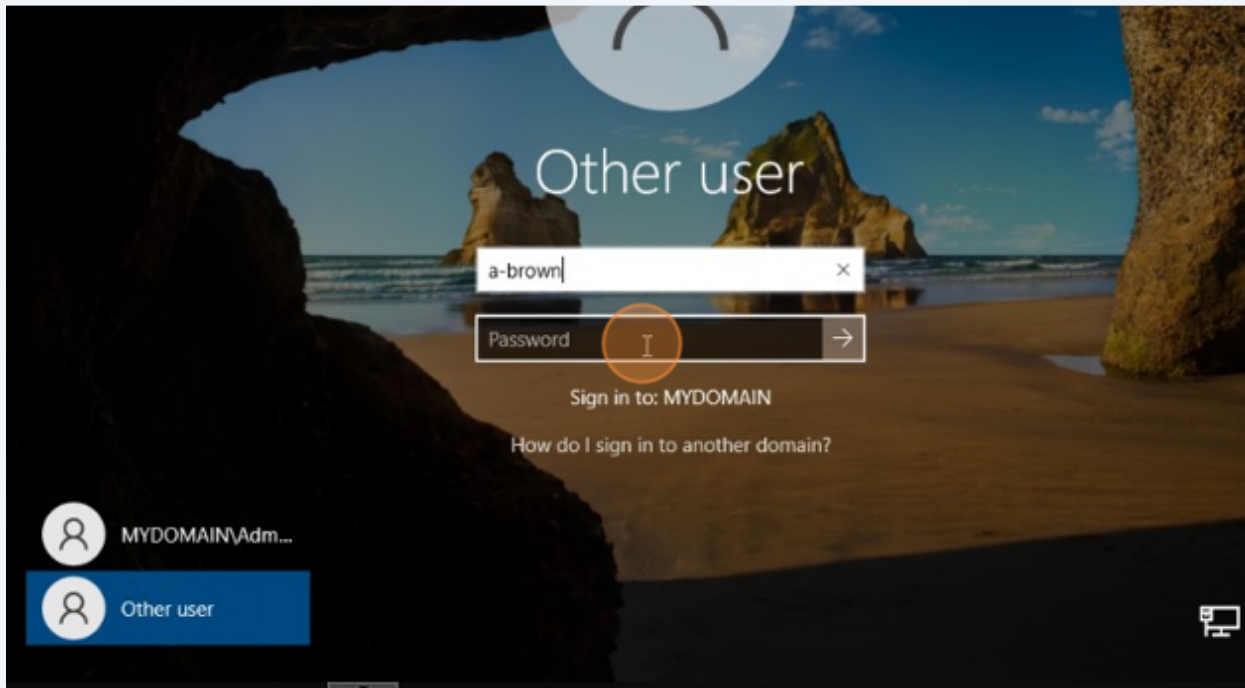 Other user
a-brown
Password
Sign in to: MYDOMAIN
How do I sign in to another domain?
MYDOMAIN\Adm...
Other user